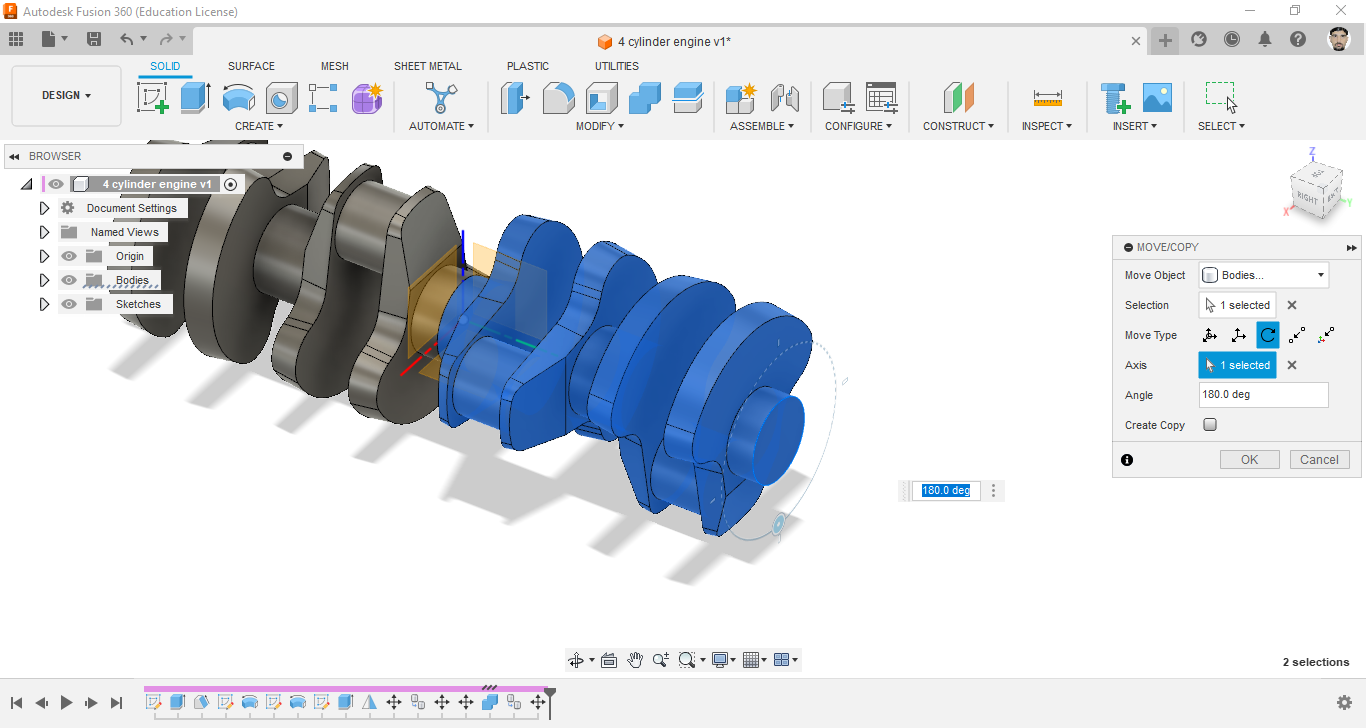 Autodesk Fusion 360 (Education License)
4 cylinder engine v1*
SOLID SURFACE MESH SHEET METAL PLASTIC UTILITIES
DESIGN
CREATE AUTOMATE MODIFY ASSEMBLE CONFIGURE CONSTRUCT INSPECT INSERT SELECT
BROWSER
4 cylinder engine v1
Document Settings
Named Views
Origin
Bodies
Sketches
Z
RIGHT
X
Y
MOVE/COPY
Move Object Bodies...
Selection 1 selected
Move Type
Axis 1 selected
Angle 180.0 deg
Create Copy
OK Cancel
180.0 deg
2 selections